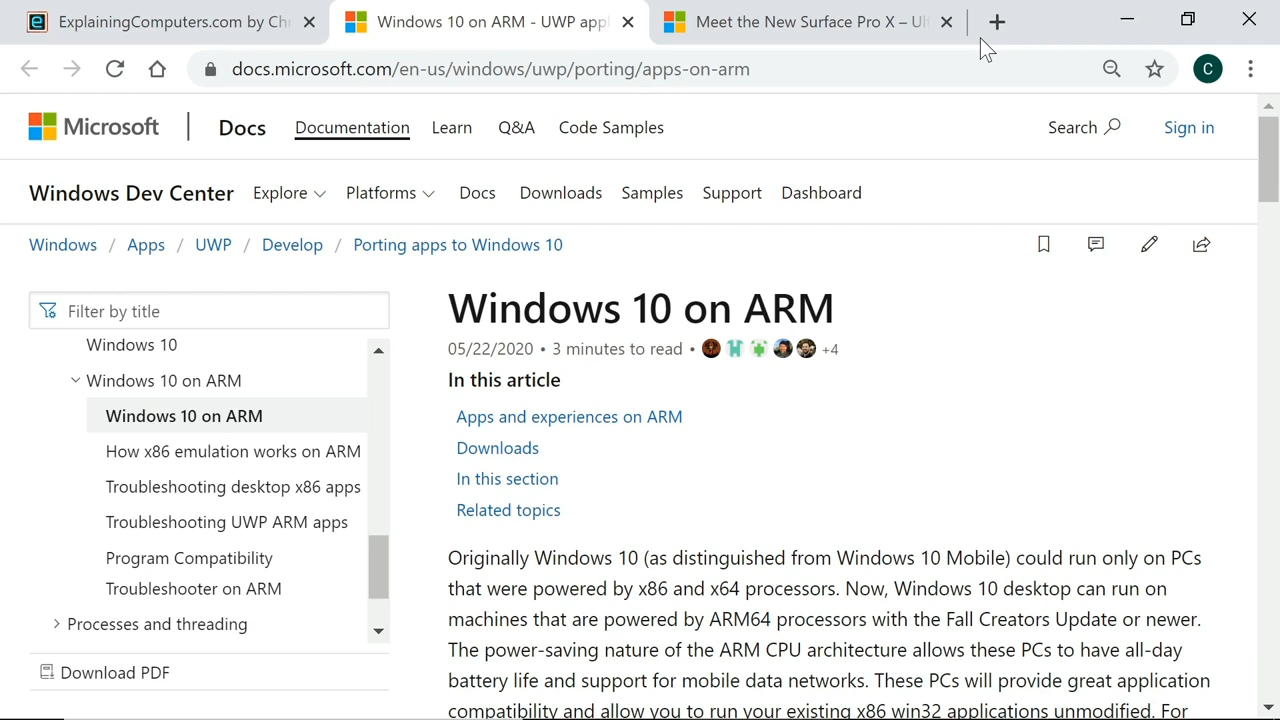 ExplainingComputers.com by Ch
Windows 10 on ARM - UWP appl
Meet the New Surface Pro X – Ul
docs.microsoft.com/en-us/windows/uwp/porting/apps-on-arm
C
Microsoft
Docs
Documentation
Learn
Q&A
Code Samples
Search
Sign in
Windows Dev Center
Explore
Platforms
Docs
Downloads
Samples
Support
Dashboard
Windows / Apps / UWP / Develop / Porting apps to Windows 10
Filter by title
Windows 10
Windows 10 on ARM
Windows 10 on ARM
How x86 emulation works on ARM
Troubleshooting desktop x86 apps
Troubleshooting UWP ARM apps
Program Compatibility
Troubleshooter on ARM
Processes and threading
Download PDF
Windows 10 on ARM
05/22/2020 • 3 minutes to read • +4
In this article
Apps and experiences on ARM
Downloads
In this section
Related topics
Originally Windows 10 (as distinguished from Windows 10 Mobile) could run only on PCs
that were powered by x86 and x64 processors. Now, Windows 10 desktop can run on
machines that are powered by ARM64 processors with the Fall Creators Update or newer.
The power-saving nature of the ARM CPU architecture allows these PCs to have all-day
battery life and support for mobile data networks. These PCs will provide great application
compatibility and allow you to run your existing x86 win32 applications unmodified. For